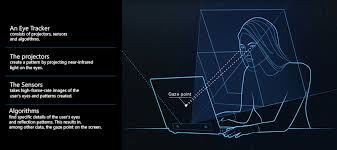 An Eye Tracker
consists of projectors, sensors
and algorithms.
The projectors
create a pattern by projecting near-infrared
light on the eyes.
The Sensors
takes high-frame-rate images of the
user's eyes and patterns created.
Algorithms
find specific details of the user's eyes
and reflection patterns. This results in,
among other data, the gaze point on the screen.
Gaze point